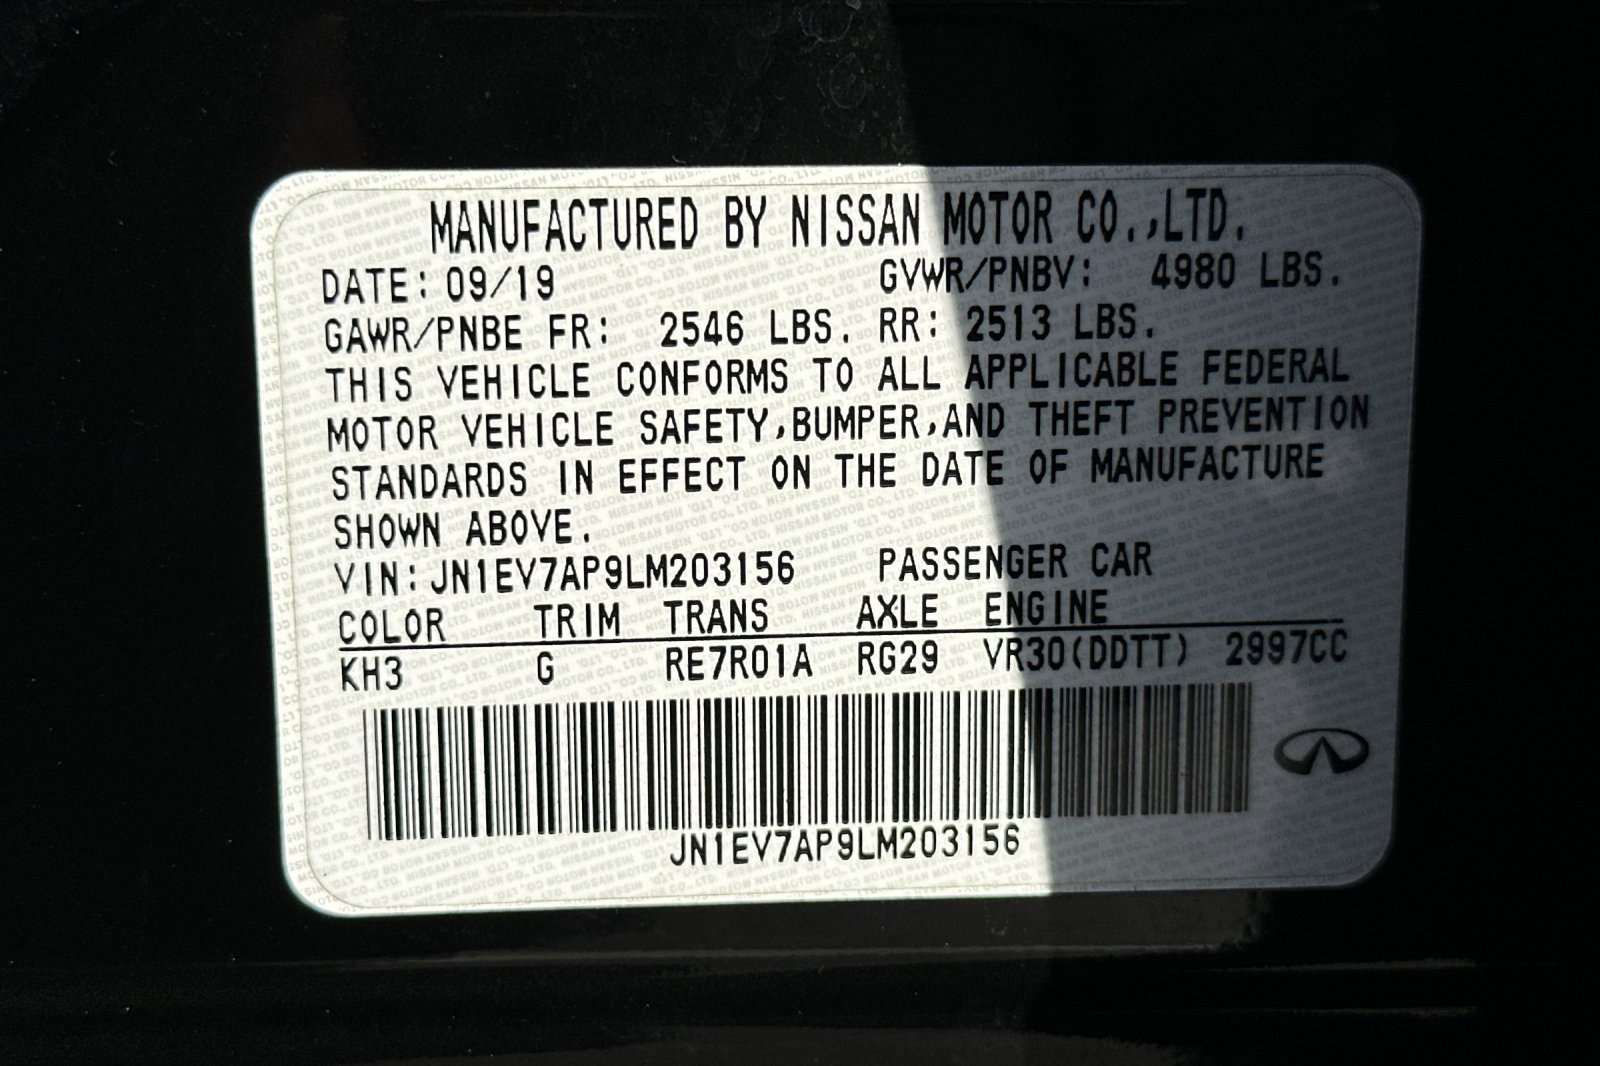 MANUFACTURED BY NISSAN MOTOR CO.,LTD.
DATE: 09/19 GVWR/PNBV: 4980 LBS.
GAWR/PNBE FR: 2546 LBS. RR: 2513 LBS.
THIS VEHICLE CONFORMS TO ALL APPLICABLE FEDERAL
MOTOR VEHICLE SAFETY,BUMPER,AND THEFT PREVENTION
STANDARDS IN EFFECT ON THE DATE OF MANUFACTURE
SHOWN ABOVE.
VIN:JN1EV7AP9LM203156 PASSENGER CAR
COLOR TRIM TRANS AXLE ENGINE
KH3 G RE7R01A RG29 VR30(DDTT) 2997CC
JN1EV7AP9LM203156